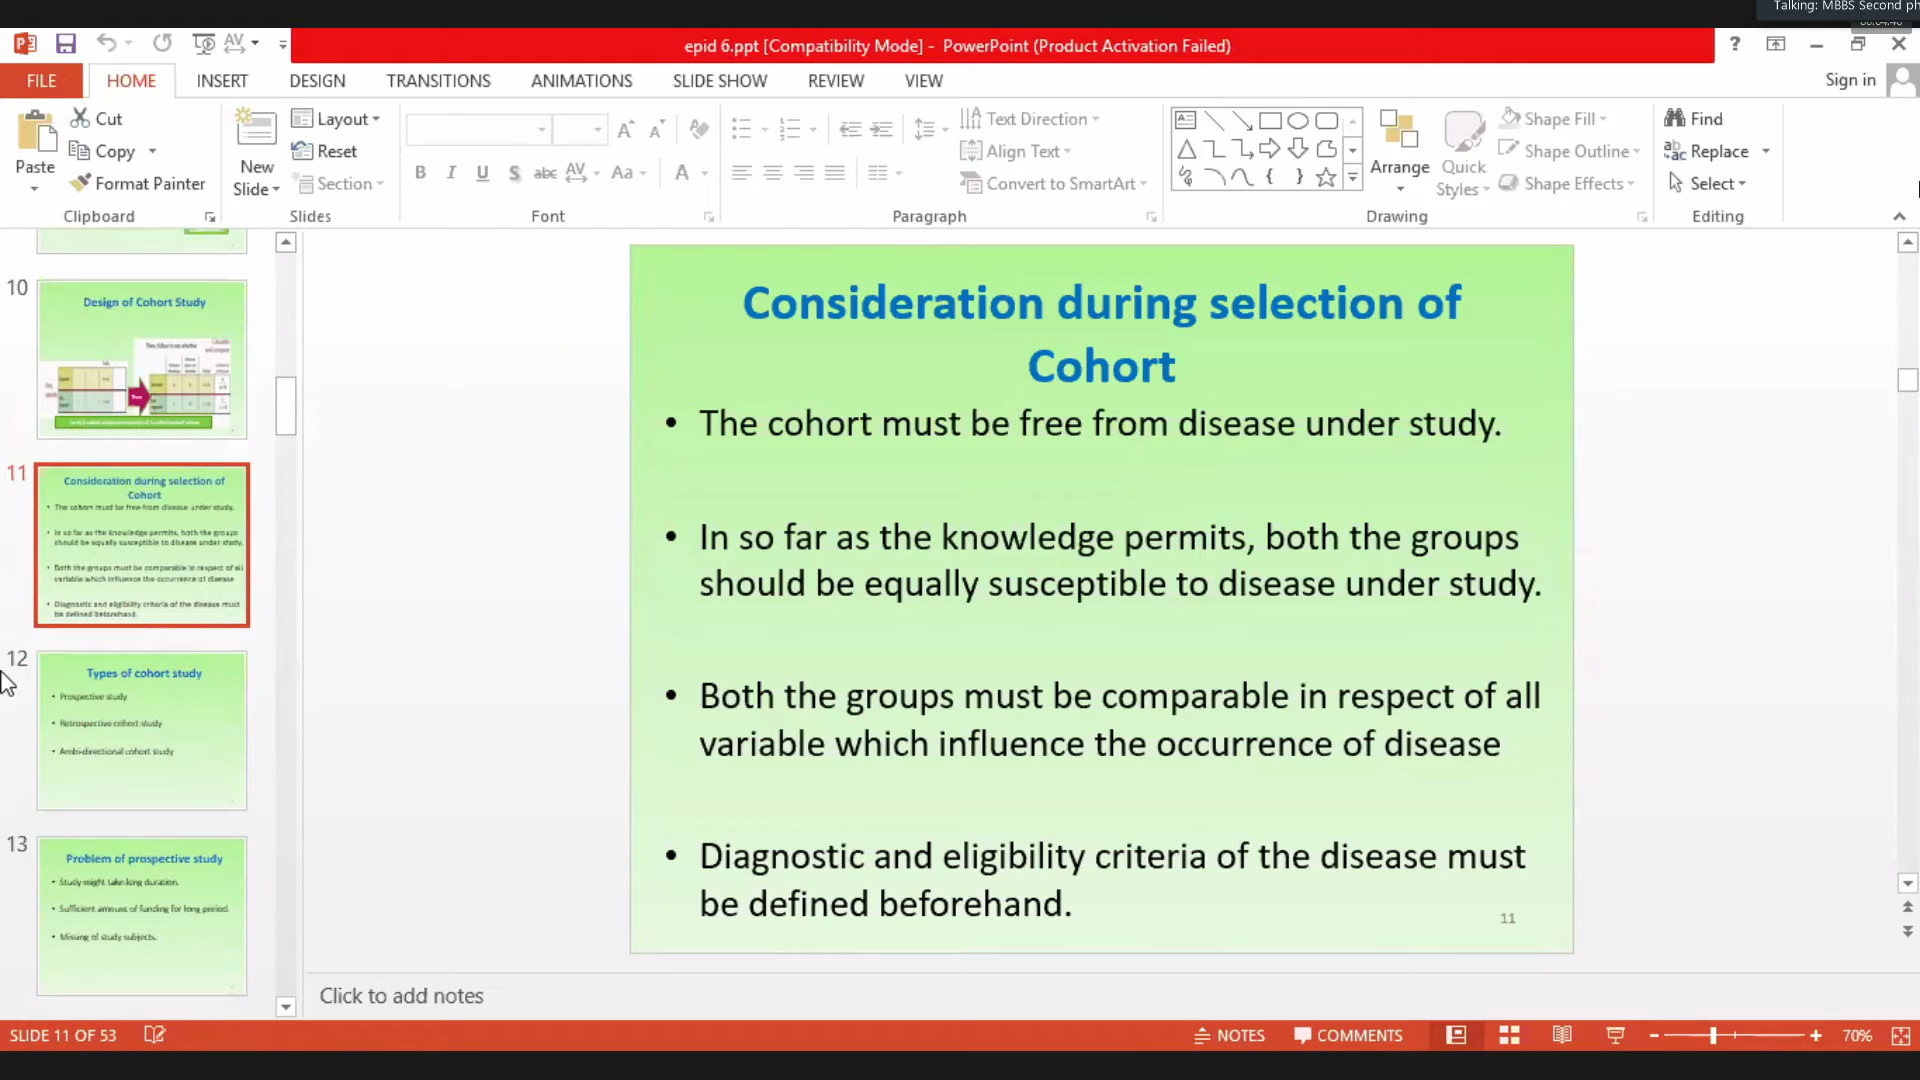 Talking: MBBS Second ph
epid 6.ppt [Compatibility Mode] - PowerPoint (Product Activation Failed)
FILE HOME INSERT DESIGN TRANSITIONS ANIMATIONS SLIDE SHOW REVIEW VIEW Sign in
Paste
Cut
Copy
Format Painter
Clipboard
New
Slide
Layout
Reset
Section
Slides
Font
Paragraph
Text Direction
Align Text
Convert to SmartArt
Arrange
Quick
Styles
Drawing
Shape Fill
Shape Outline
Shape Effects
Find
Replace
Select
Editing
10
Design of Cohort Study
11
Consideration during selection of
Cohort
• The cohort must be free from disease under study.
• In so far as the knowledge permits, both the groups
should be equally susceptible to disease under study.
• Both the groups must be comparable in respect of all
variable which influence the occurrence of disease
• Diagnostic and eligibility criteria of the disease must
be defined beforehand.
12
Types of cohort study
• Prospective study
• Retrospective cohort study
• Ambi-directional cohort study
13
Problem of prospective study
• Study might take long duration.
• Sufficient amount of funding for long period.
• Missing of study subjects.
Consideration during selection of
Cohort
• The cohort must be free from disease under study.
• In so far as the knowledge permits, both the groups
should be equally susceptible to disease under study.
• Both the groups must be comparable in respect of all
variable which influence the occurrence of disease
• Diagnostic and eligibility criteria of the disease must
be defined beforehand.
11
Click to add notes
SLIDE 11 OF 53
NOTES COMMENTS 70%